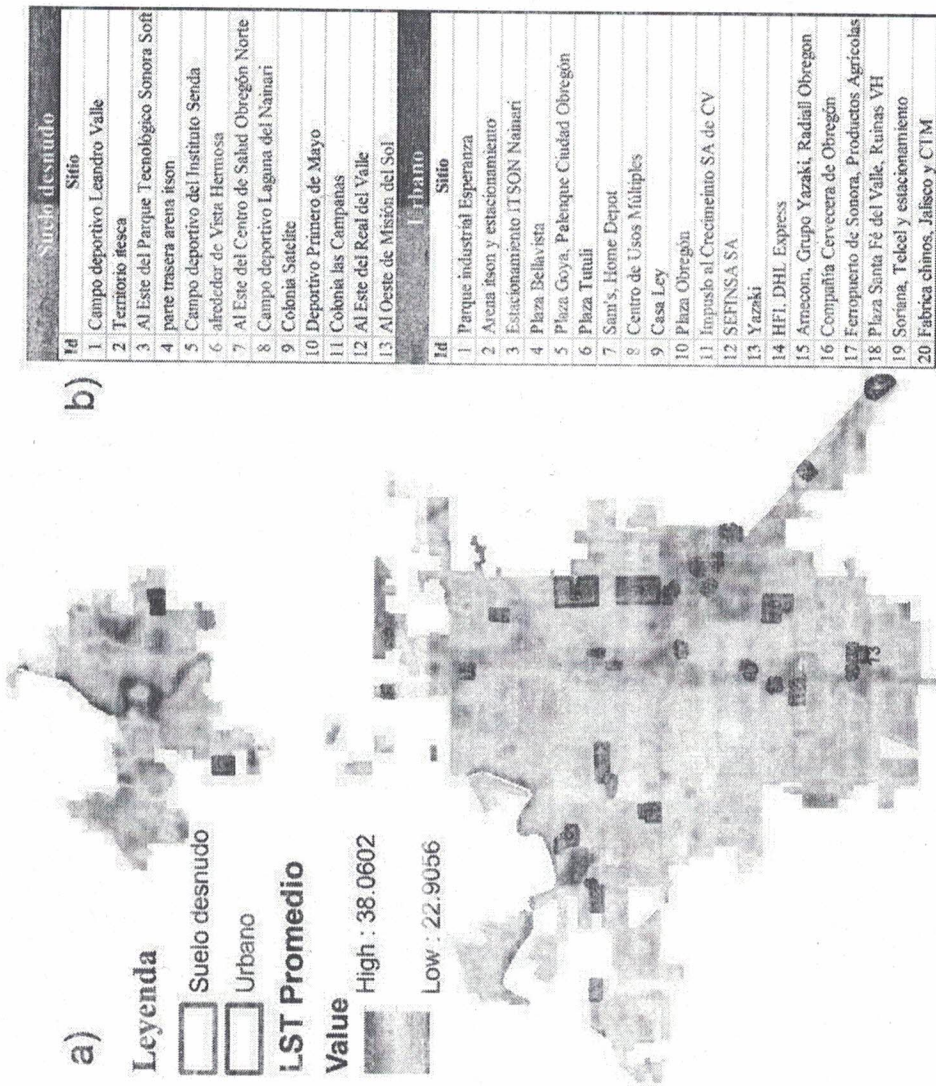 a)
Leyenda
Suelo desnudo
Urbano
LST Promedio
Value
High : 38.0602
Low : 22.9056
13
b)
Suelo desnudo
Id Sitio
1 Campo deportivo Leandro Valle
2 Territorio itesca
3 Al Este del Parque Tecnológico Sonora Soft
4 parte trasera arena itson
5 Campo deportivo del Instituto Senda
6 alrededor de Vista Hermosa
7 Al Este del Centro de Salud Obregón Norte
8 Campo deportivo Laguna del Nainari
9 Colonia Satelite
10 Deportivo Primero de Mayo
11 Colonia las Campanas
12 Al Este del Real del Valle
13 Al Oeste de Misión del Sol
Urbano
Id Sitio
1 Parque industrial Esperanza
2 Arena itson y estacionamiento
3 Estacionamiento ITSON Nainari
4 Plaza Bellavista
5 Plaza Goya, Palenque Ciudad Obregón
6 Plaza Tutuli
7 Sam's, Home Depot
8 Centro de Usos Múltiples
9 Casa Ley
10 Plaza Obregón
11 Impuslo al Crecimeinto SA de CV
12 SEFINSA SA
13 Yazaki
14 HFI, DHL Express
15 Amecon, Grupo Yazaki, Radiall Obregon
16 Compañia Cervecera de Obregón
17 Ferropuerto de Sonora, Productos Agrícolas
18 Plaza Santa Fé del Valle, Ruinas VH
19 Soriana, Telcel y estacionamiento
20 Fabrica chinos, Jalisco y CTM